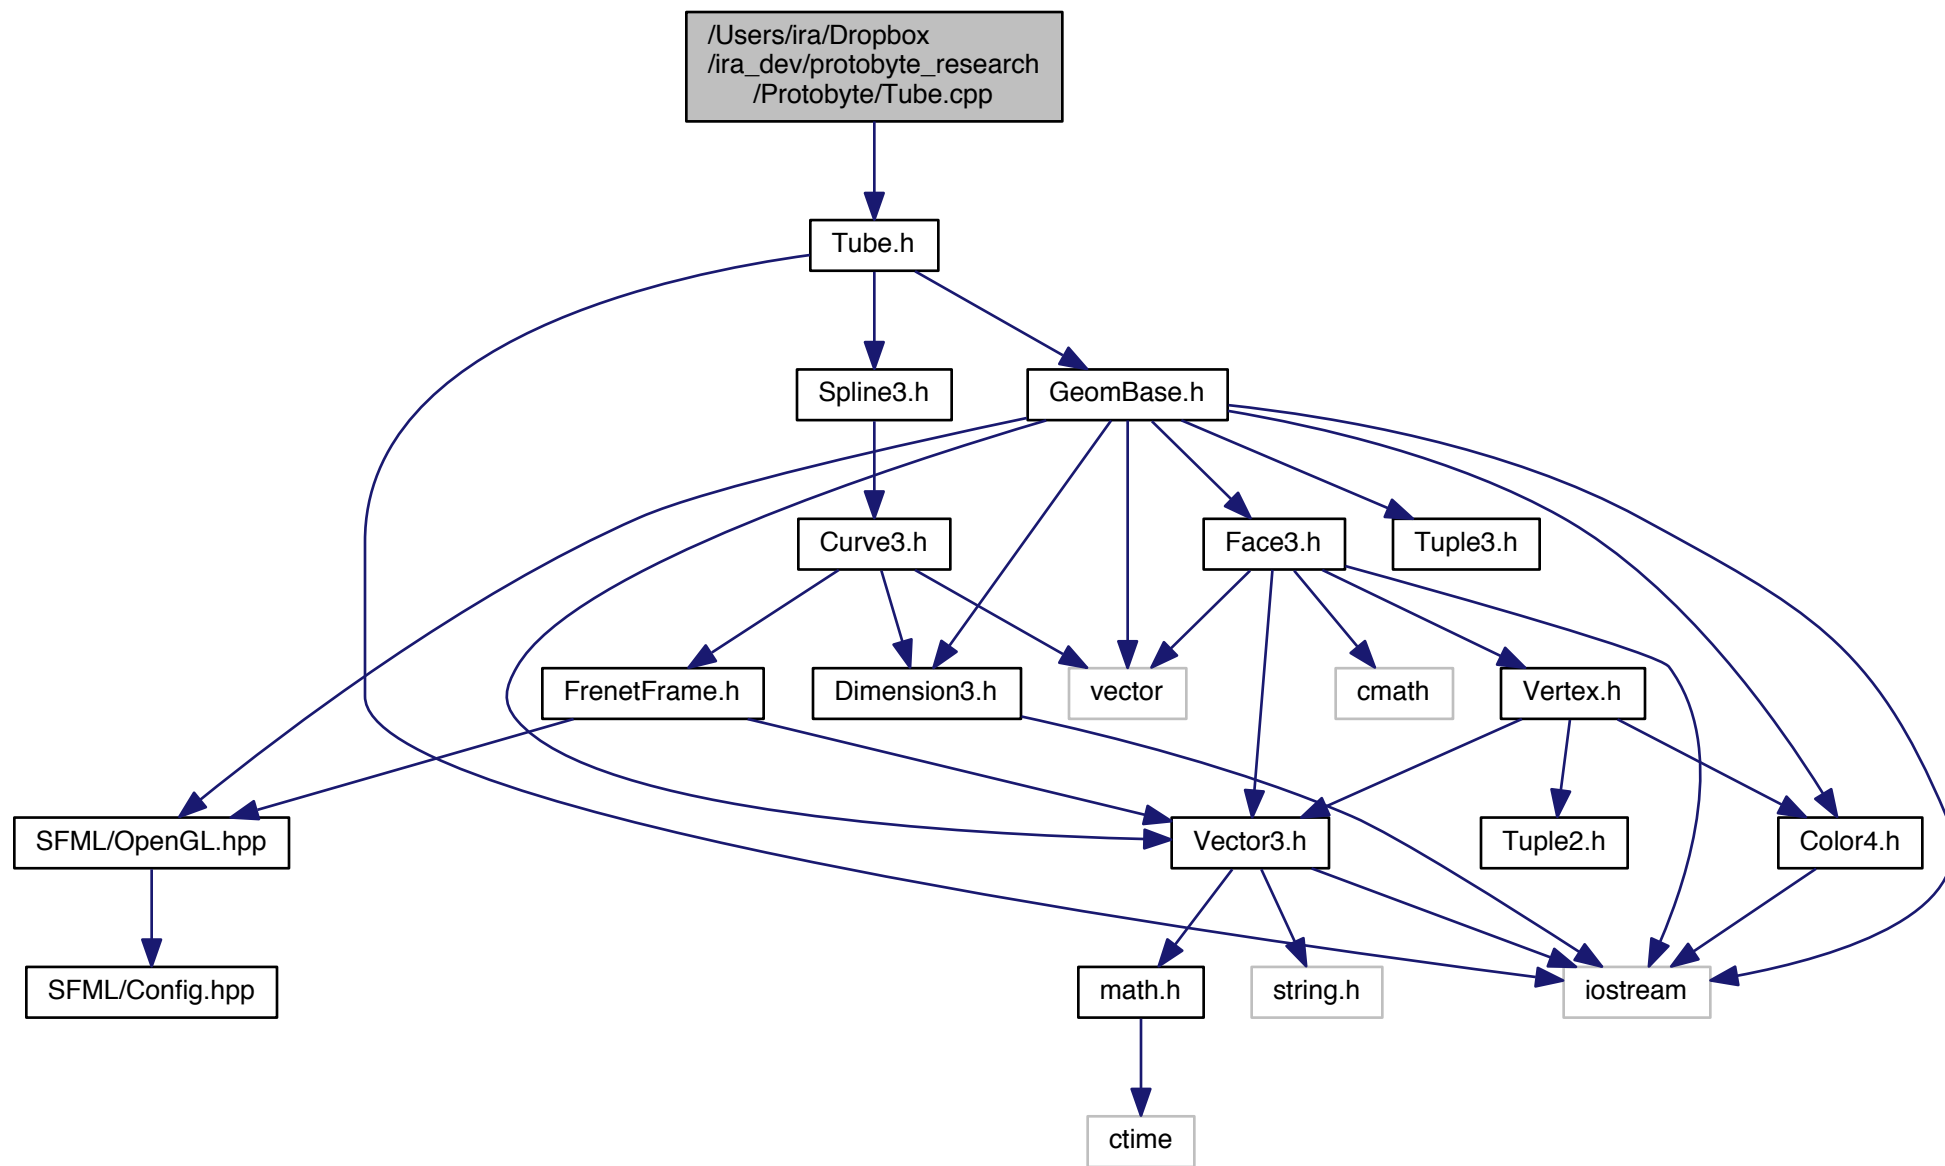 /Users/ira/Dropbox
/ira_dev/protobyte_research
/Protobyte/Tube.cpp
Tube.h
Spline3.h
GeomBase.h
Curve3.h
Face3.h
Tuple3.h
FrenetFrame.h
Dimension3.h
vector
cmath
Vertex.h
SFML/OpenGL.hpp
Vector3.h
Tuple2.h
Color4.h
SFML/Config.hpp
math.h
string.h
iostream
ctime